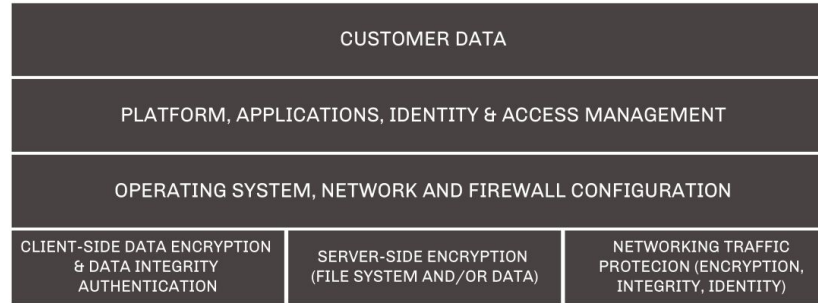 CUSTOMER DATA
PLATFORM, APPLICATIONS, IDENTITY & ACCESS MANAGEMENT
OPERATING SYSTEM, NETWORK AND FIREWALL CONFIGURATION
CLIENT-SIDE DATA ENCRYPTION
& DATA INTEGRITY
AUTHENTICATION
SERVER-SIDE ENCRYPTION
(FILE SYSTEM AND/OR DATA)
NETWORKING TRAFFIC
PROTECION (ENCRYPTION,
INTEGRITY, IDENTITY)